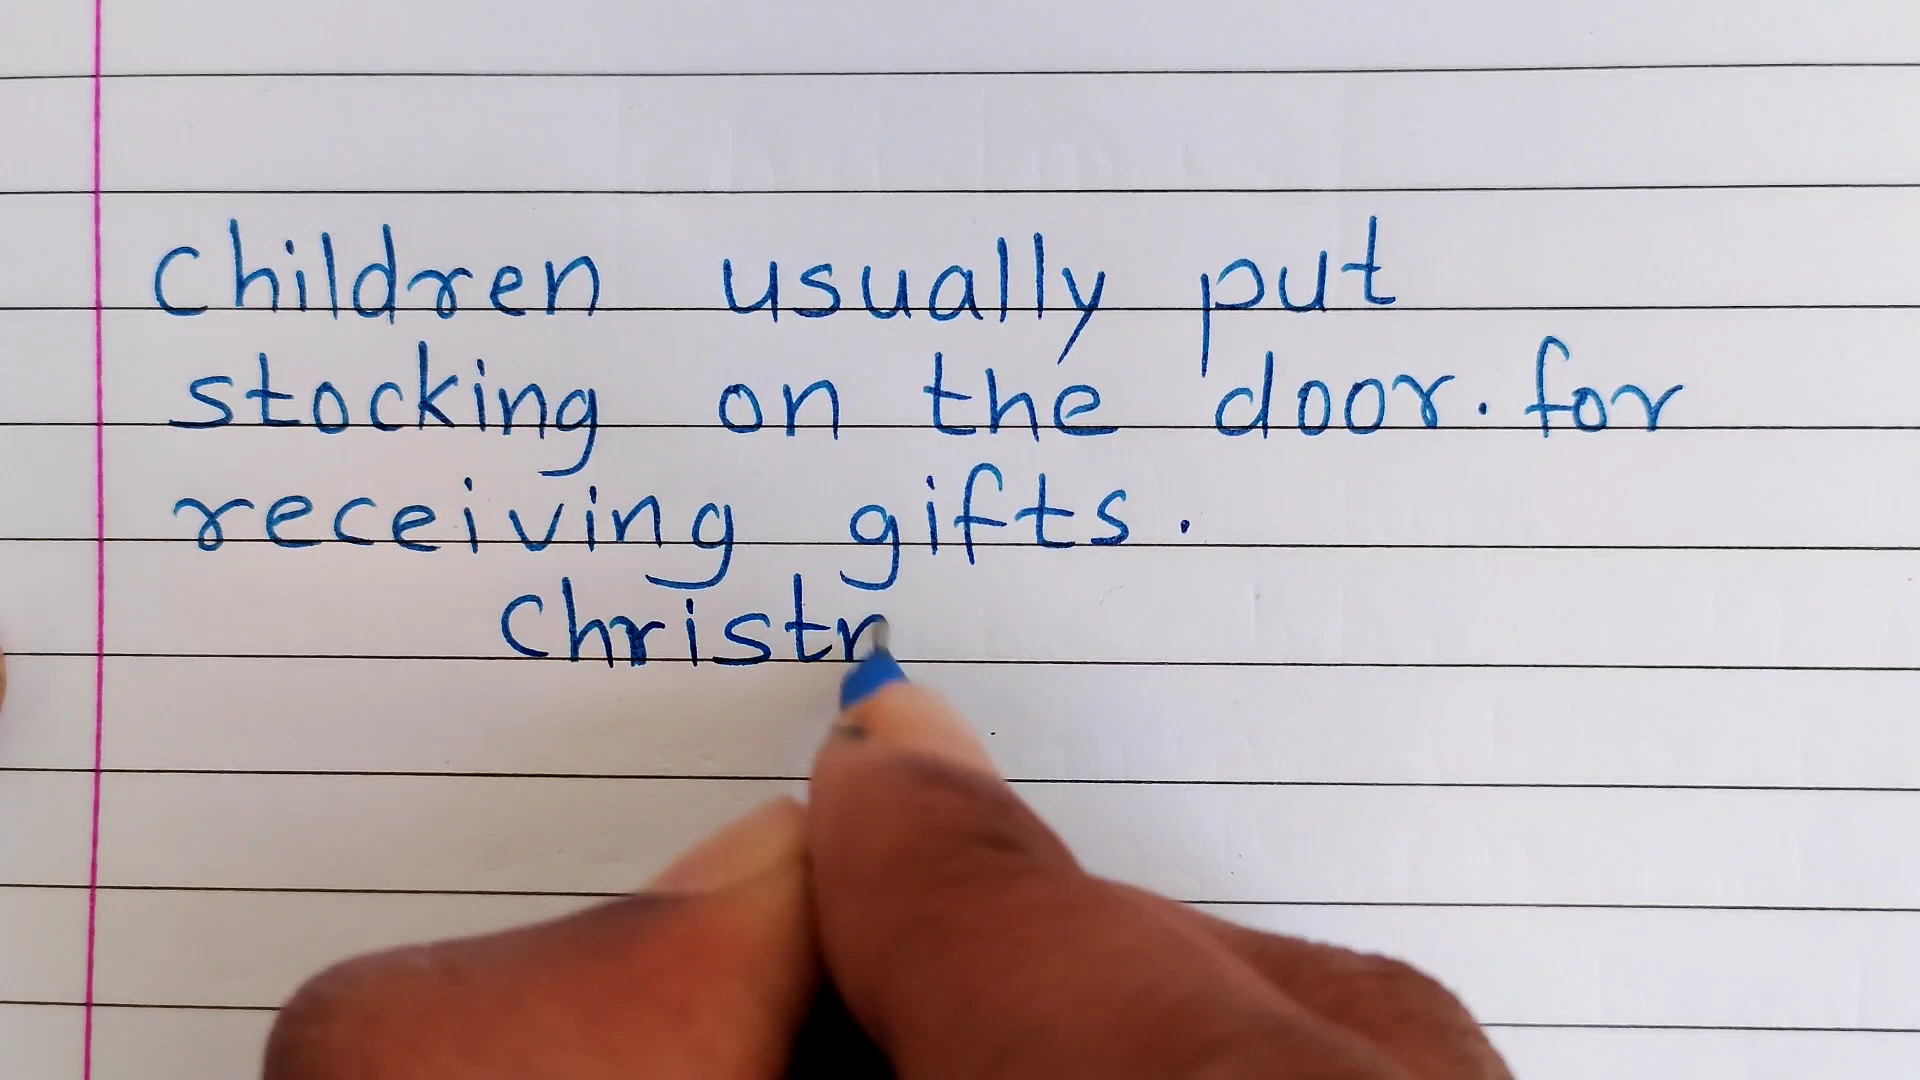 Children usually put
stocking on the door. for
receiving gifts.
Christ